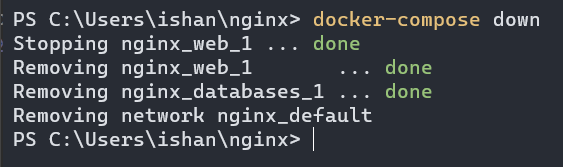 PS C:\Users\ishan\nginx> docker-compose down
Stopping nginx_web_1 ... done
Removing nginx_web_1       ... done
Removing nginx_databases_1 ... done
Removing network nginx_default
PS C:\Users\ishan\nginx>